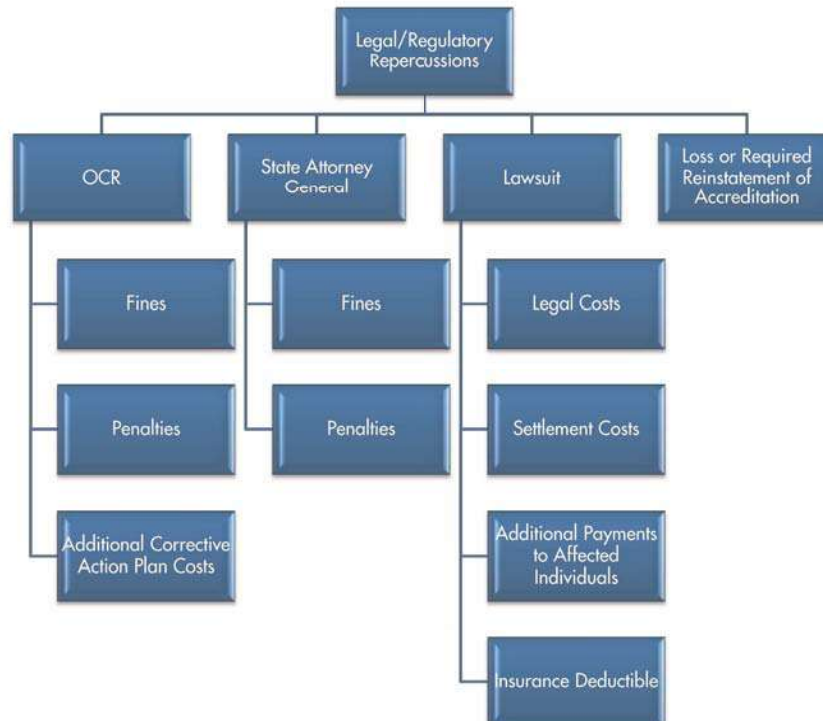 Legal/Regulatory
Repercussions
OCR
State Attorney
General
Lawsuit
Loss or Required
Reinstatement of
Accreditation
Fines
Fines
Legal Costs
Penalties
Penalties
Settlement Costs
Additional Corrective
Action Plan Costs
Additional Payments
to Affected
Individuals
Insurance Deductible